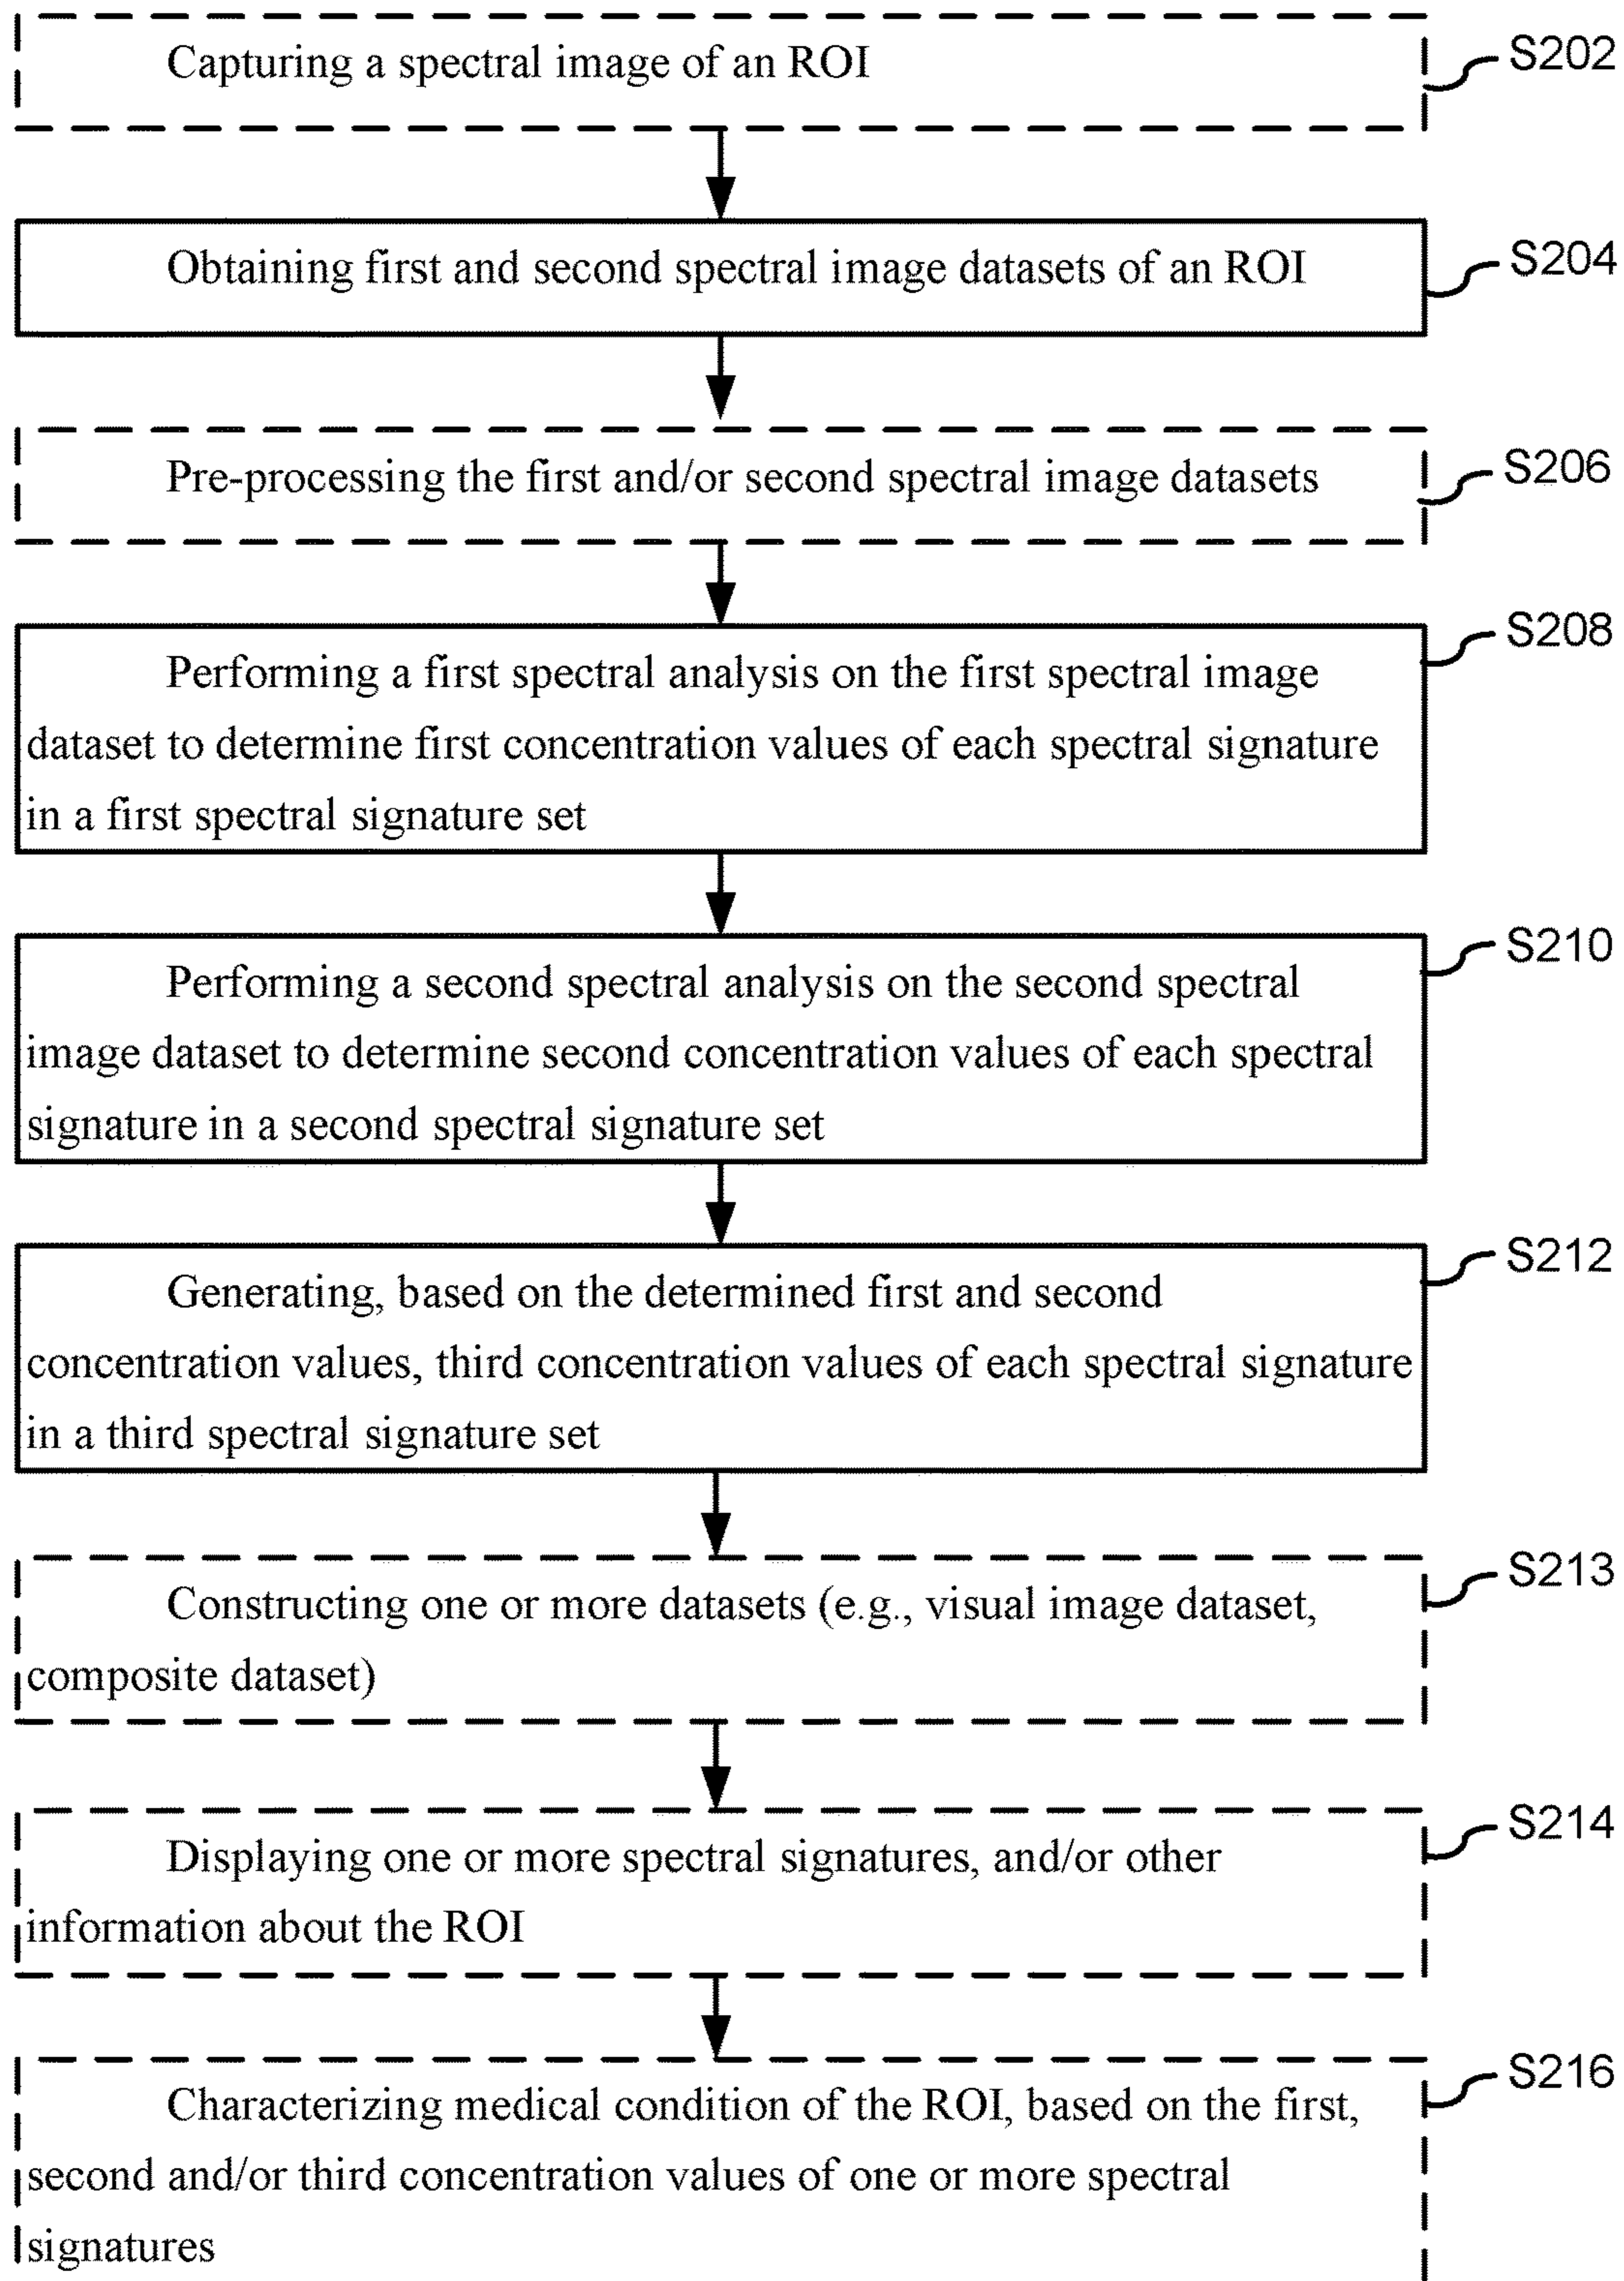 Capturing a spectral image of an ROI
S202
Obtaining first and second spectral image datasets of an ROI
S204
Pre-processing the first and/or second spectral image datasets
S206
Performing a first spectral analysis on the first spectral image
dataset to determine first concentration values of each spectral signature
in a first spectral signature set
S208
Performing a second spectral analysis on the second spectral
image dataset to determine second concentration values of each spectral
signature in a second spectral signature set
S210
Generating, based on the determined first and second
concentration values, third concentration values of each spectral signature
in a third spectral signature set
S212
Constructing one or more datasets (e.g., visual image dataset,
composite dataset)
S213
Displaying one or more spectral signatures, and/or other
information about the ROI
S214
Characterizing medical condition of the ROI, based on the first,
second and/or third concentration values of one or more spectral
signatures
S216